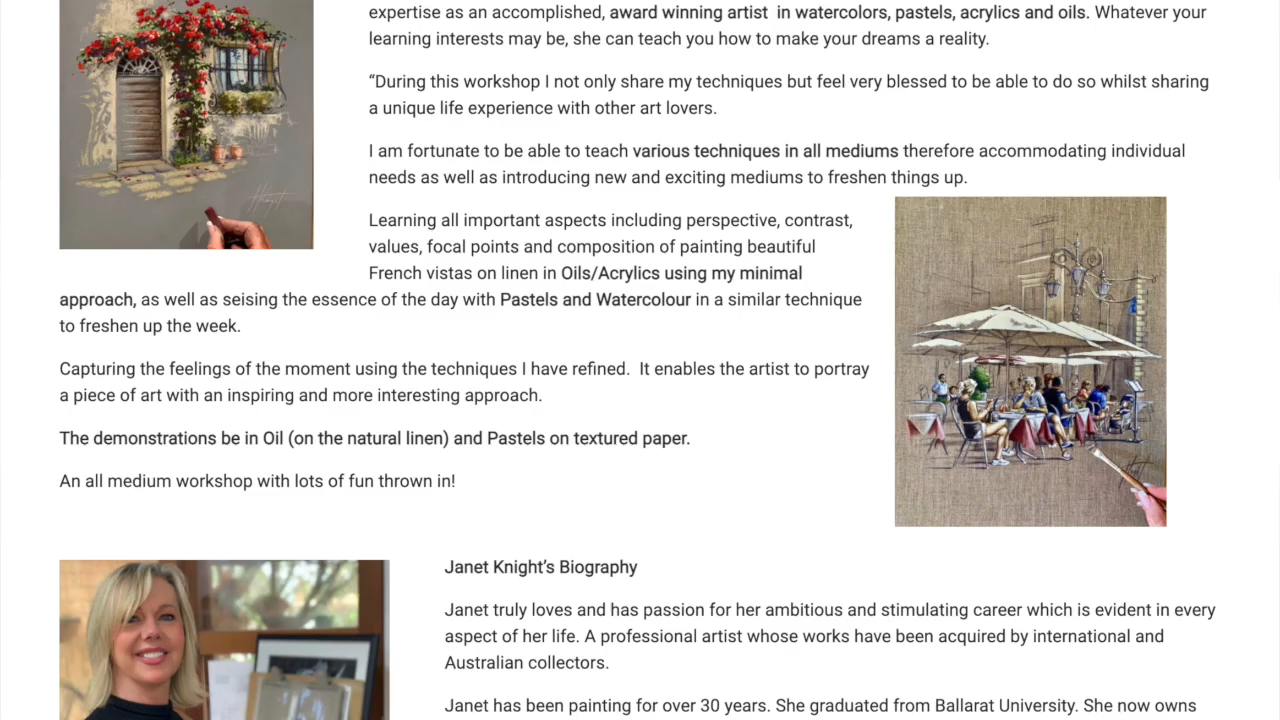 expertise as an accomplished, award winning artist  in watercolors, pastels, acrylics and oils. Whatever your
learning interests may be, she can teach you how to make your dreams a reality.
“During this workshop I not only share my techniques but feel very blessed to be able to do so whilst sharing
a unique life experience with other art lovers.
I am fortunate to be able to teach various techniques in all mediums therefore accommodating individual
needs as well as introducing new and exciting mediums to freshen things up.
Learning all important aspects including perspective, contrast,
values, focal points and composition of painting beautiful
French vistas on linen in Oils/Acrylics using my minimal
approach, as well as seising the essence of the day with Pastels and Watercolour in a similar technique
to freshen up the week.
Capturing the feelings of the moment using the techniques I have refined.  It enables the artist to portray
a piece of art with an inspiring and more interesting approach.
The demonstrations be in Oil (on the natural linen) and Pastels on textured paper.
An all medium workshop with lots of fun thrown in!
Janet Knight’s Biography
Janet truly loves and has passion for her ambitious and stimulating career which is evident in every
aspect of her life. A professional artist whose works have been acquired by international and
Australian collectors.
Janet has been painting for over 30 years. She graduated from Ballarat University. She now owns